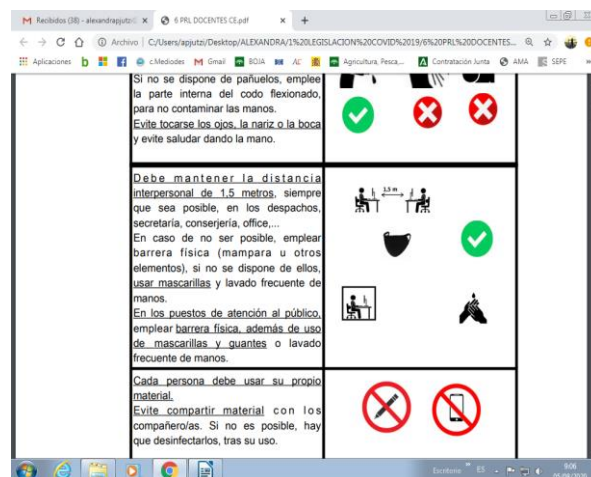 Recibidos (38) - alexandrapjutzi@
6 PRL DOCENTES CE.pdf
Archivo | C:/Users/apjutzi/Desktop/ALEXANDRA/1%20LEGISLACION%20COVID%2019/6%20PRL%20DOCENTES...
Aplicaciones
c.Mediodes
Gmail
BOJA
Agricultura, Pesca,...
Contratación Junta
AMA
SEPE
Si no se dispone de pañuelos, emplee
la parte interna del codo flexionado,
para no contaminar las manos.
Evite tocarse los ojos, la nariz o la boca
y evite saludar dando la mano.
Debe mantener la distancia
interpersonal de 1,5 metros, siempre
que sea posible, en los despachos,
secretaría, conserjería, office,...
En caso de no ser posible, emplear
barrera física (mampara u otros
elementos), si no se dispone de ellos,
usar mascarillas y lavado frecuente de
manos.
En los puestos de atención al público,
emplear barrera física, además de uso
de mascarillas y guantes o lavado
frecuente de manos.
1,5 m
Cada persona debe usar su propio
material.
Evite compartir material con los
compañero/as. Si no es posible, hay
que desinfectarlos, tras su uso.
Escritorio
ES
9:06